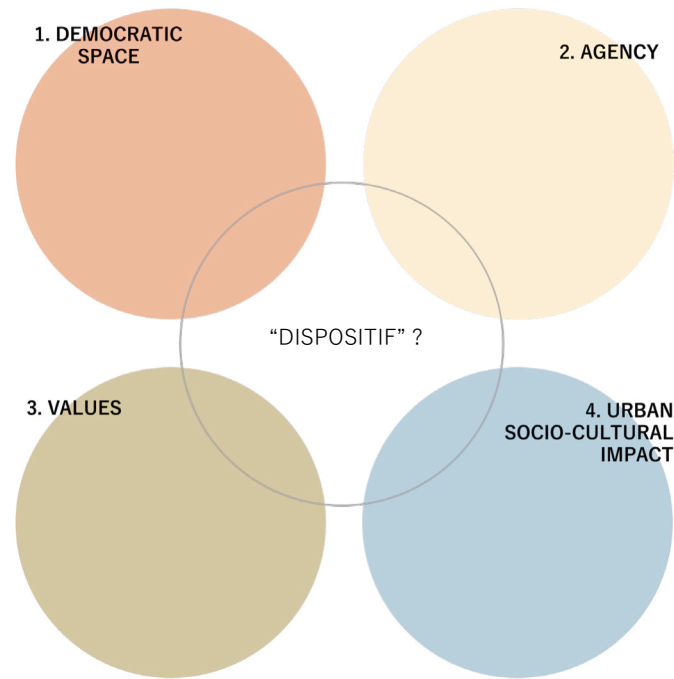 1. DEMOCRATIC
SPACE
2. AGENCY
“DISPOSITIF” ?
3. VALUES
4. URBAN
SOCIO-CULTURAL
IMPACT